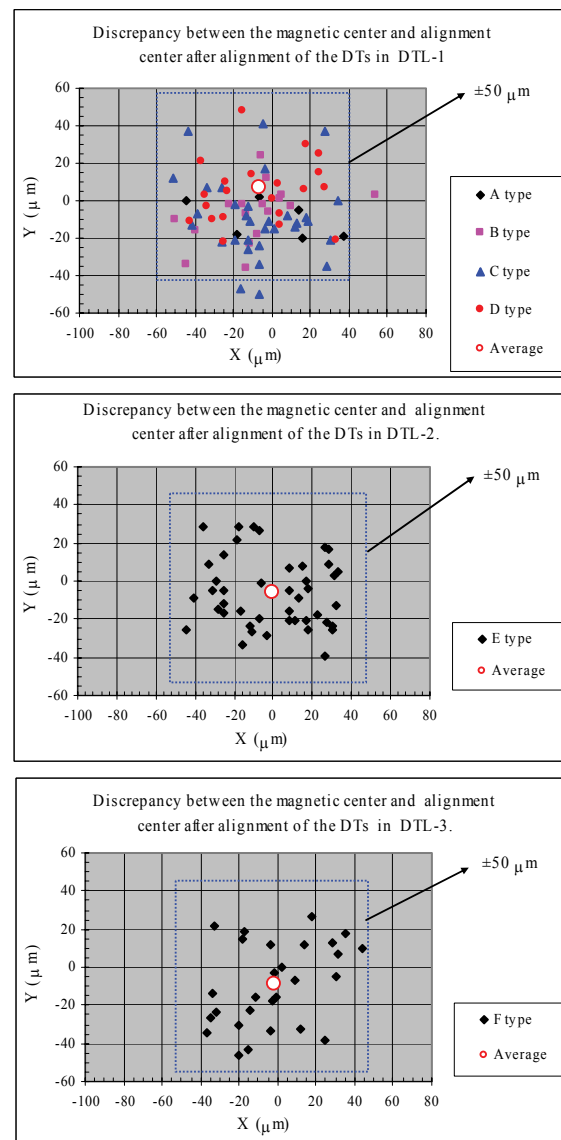 Discrepancy between the magnetic center and alignment
center after alignment of the DTs in DTL-1
±50 μm
60
40
20
0
-20
-40
-60
Y (μm)
-100 -80 -60 -40 -20 0 20 40 60 80
X (μm)
A type
B type
C type
D type
Average
Discrepancy between the magnetic center and alignment
center after alignment of the DTs in DTL-2.
±50 μm
60
40
20
0
-20
-40
-60
Y (μm)
-100 -80 -60 -40 -20 0 20 40 60 80
X (μm)
E type
Average
Discrepancy between the magnetic center and alignment
center after alignment of the DTs in DTL-3.
±50 μm
60
40
20
0
-20
-40
-60
Y (μm)
-100 -80 -60 -40 -20 0 20 40 60 80
X (μm)
F type
Average